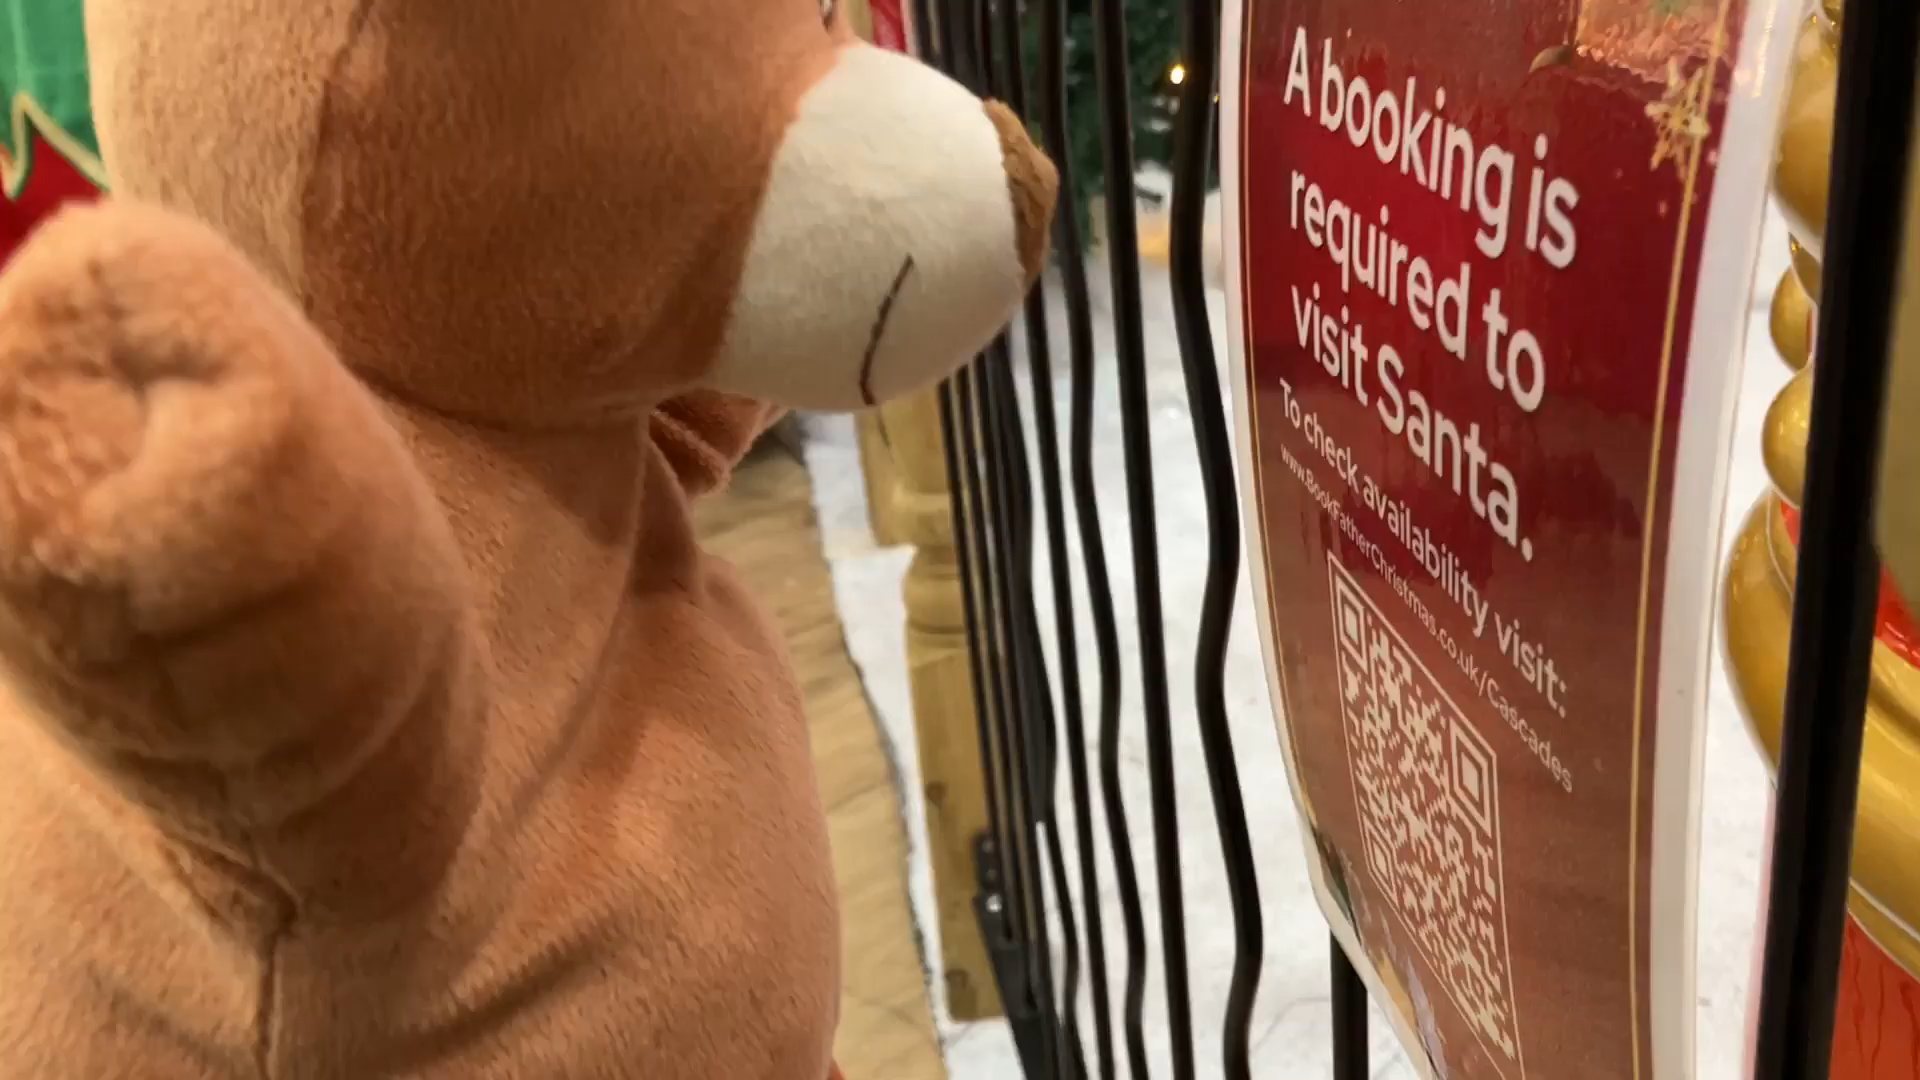 A booking is
required to
visit Santa.
To check availability visit:
www.BookFatherChristmas.co.uk/Cascades